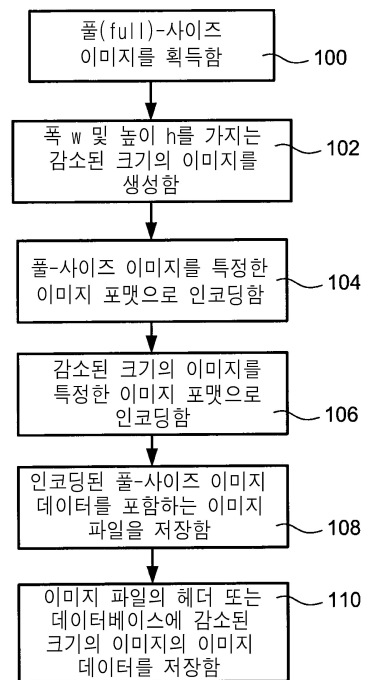 풀(full)-사이즈
이미지를 획득함
100
폭 w 및 높이 h를 가지는
감소된 크기의 이미지를
생성함
102
풀-사이즈 이미지를 특정한
이미지 포맷으로 인코딩함
104
감소된 크기의 이미지를
특정한 이미지 포맷으로
인코딩함
106
인코딩된 풀-사이즈 이미지
데이터를 포함하는 이미지
파일을 저장함
108
이미지 파일의 헤더 또는
데이터베이스에 감소된
크기의 이미지의 이미지
데이터를 저장함
110